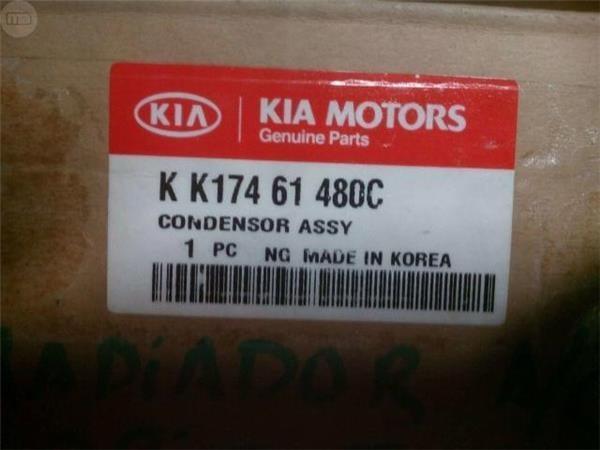 KIA
KIA MOTORS
Genuine Parts
K K174 61 480C
CONDENSOR ASSY
1 PC NG MADE IN KOREA